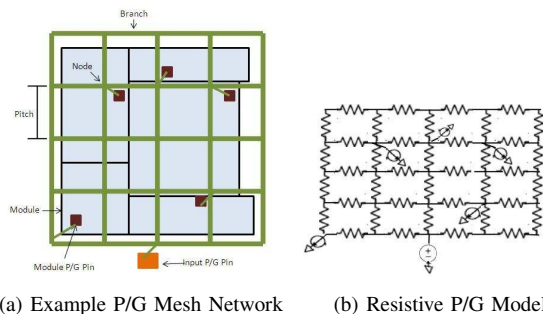 Branch
Node
Pitch
Module
Module P/G Pin
Input P/G Pin
(a) Example P/G Mesh Network
(b) Resistive P/G Model